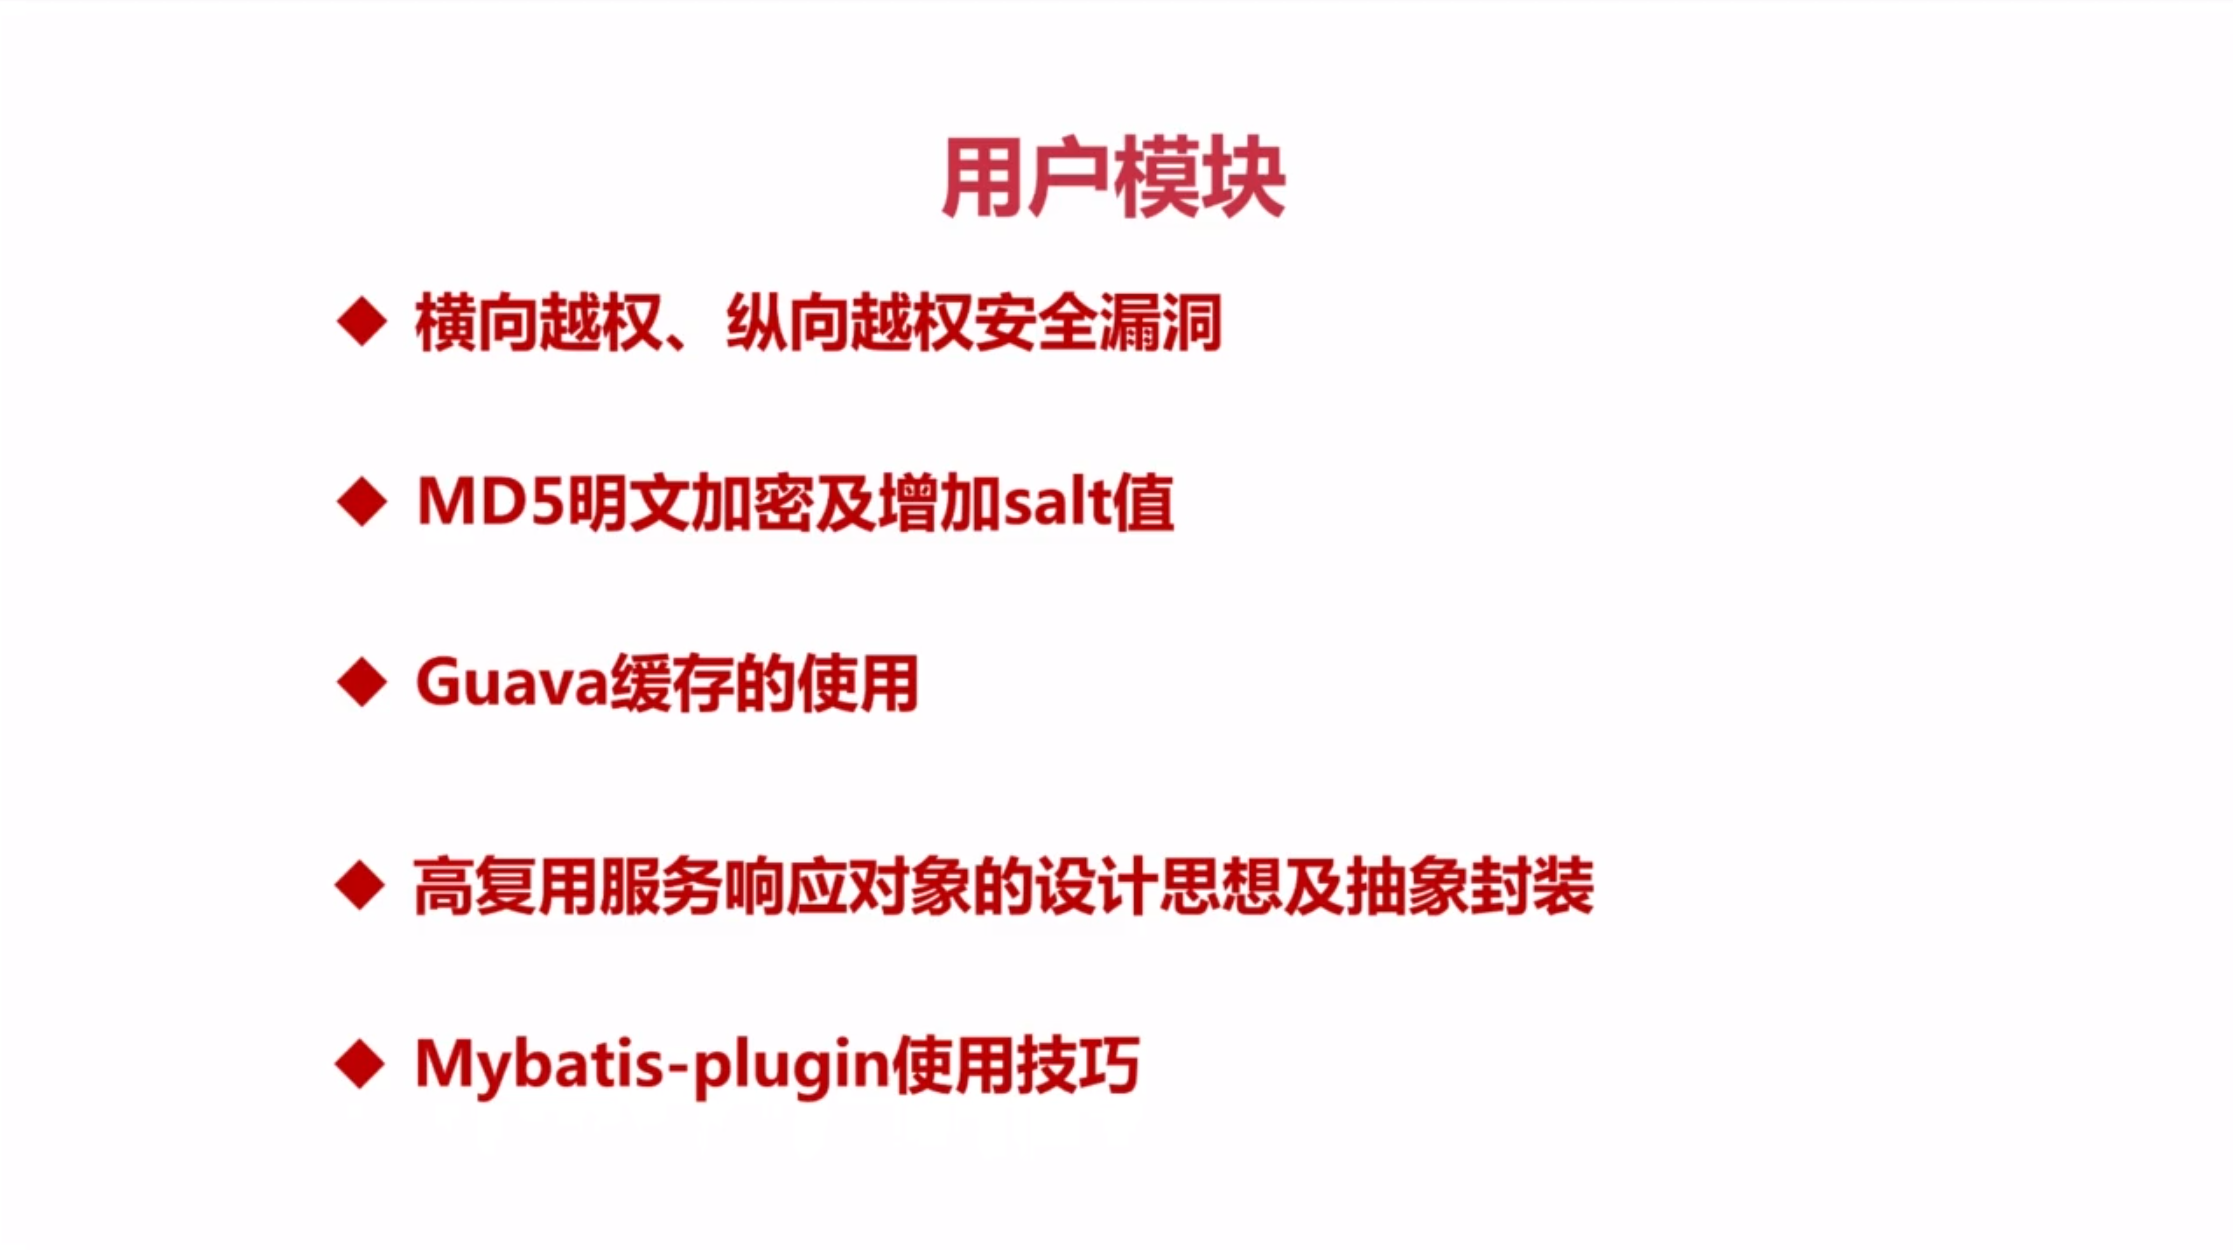 用户模块
横向越权、纵向越权安全漏洞
MD5明文加密及增加salt值
Guava缓存的使用
高复用服务响应对象的设计思想及抽象封装
Mybatis-plugin使用技巧